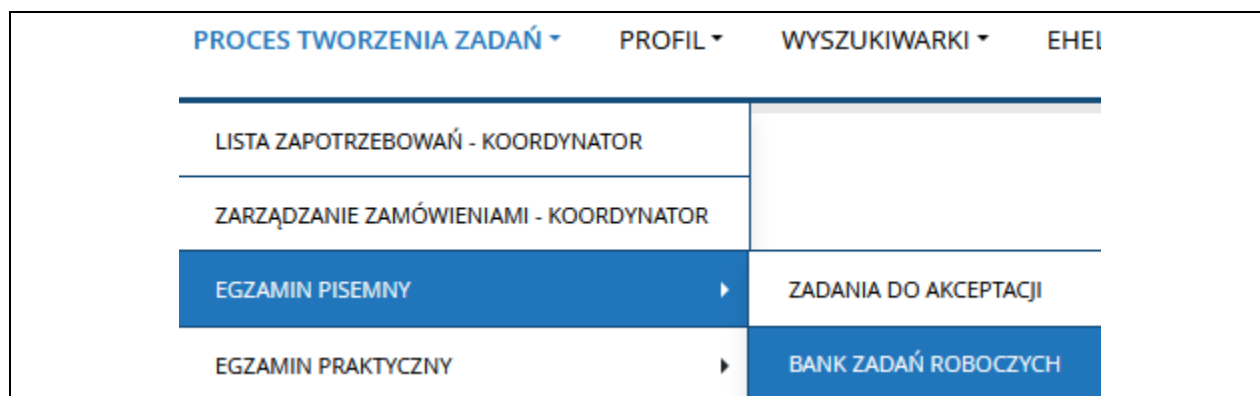 PROCES TWORZENIA ZADAŃ PROFIL WYSZUKIWARKI EHEL
LISTA ZAPOTRZEBOWAŃ - KOORDYNATOR
ZARZĄDZANIE ZAMÓWIENIAMI - KOORDYNATOR
EGZAMIN PISEMNY ZADANIA DO AKCEPTACJI
EGZAMIN PRAKTYCZNY BANK ZADAŃ ROBOCZYCH